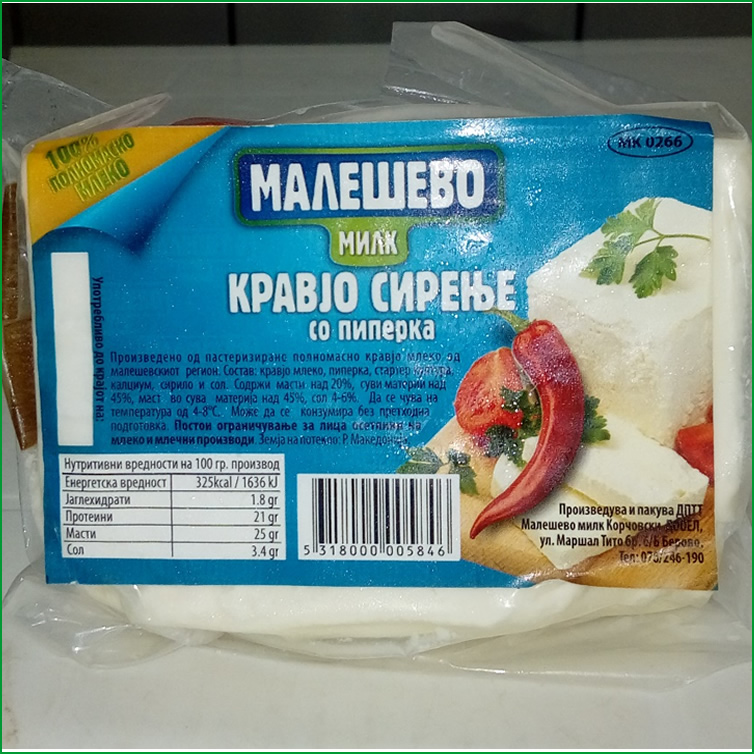 100%
ПОЛНОМАСНО
МЛЕКО
МК 0266
МАЛЕШЕВО
МИЛК
КРАВЈО СИРЕЊЕ
со пиперка
Употребливо до крајот на:
Произведено од пастеризирано полномасно кравјо млеко од
малешевскиот регион. Состав: кравјо млеко, пиперка, стартер култура,
калциум, сирило и сол. Содржи масти над 20%, суви материи над
45%, маст во сува материја над 45%, сол 4-6%. Да се чува на
температура од 4-8°C. Може да се конзумира без претходна
подготовка. Постои ограничување за лица осетливи на
млеко и млечни производи. Земја на потекло: Р. Македонија
Нутритивни вредности на 100 гр. производ
Енергетска вредност 325kcal / 1636 kJ
Јаглехидрати 1.8 gr
Протеини 21 gr
Масти 25 gr
Сол 3.4 gr
5 318000 005846
Произведува и пакува ДПТТ
Малешево милк Корчовски ДООЕЛ,
ул. Маршал Тито бр. 6/6 Берово,
Тел: 078/246-190